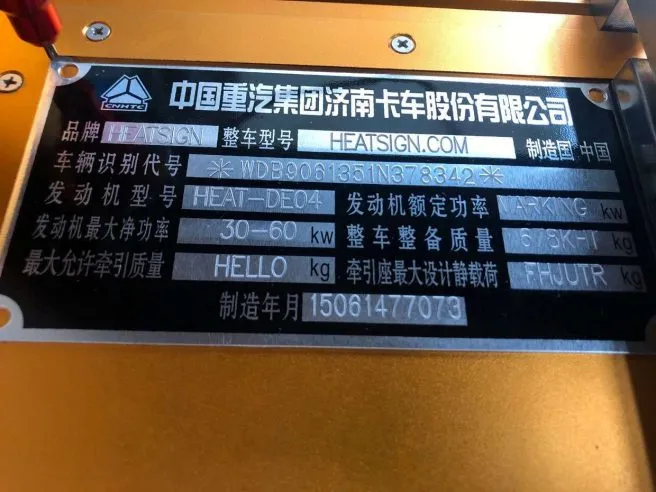 CNHTC 中国重汽集团济南卡车股份有限公司
品牌 HEATSIGN 整车型号 HEATSIGN.COM 制造国 中国
车辆识别代号 *WDB9061351N378342*
发动机型号 HEAT-DE04 发动机额定功率 MARKING kw
发动机最大净功率 30-60 kw 整车整备质量 kg
最大允许牵引质量 HELLO kg 牵引座最大设计静载荷 FHJUTR kg
制造年月 15061477073